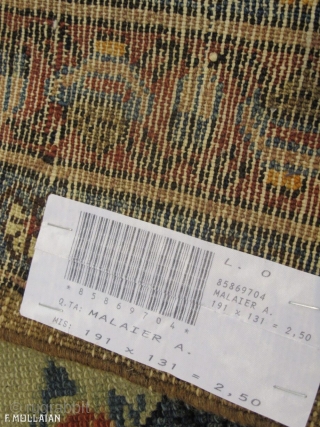 L. O
85869704
MALAIER A.
191 X 131 = 2,50
*85869704*
Q.TA: MALAIER A.
MIS: 191 X 131 = 2,50
F. MOLLAIAN